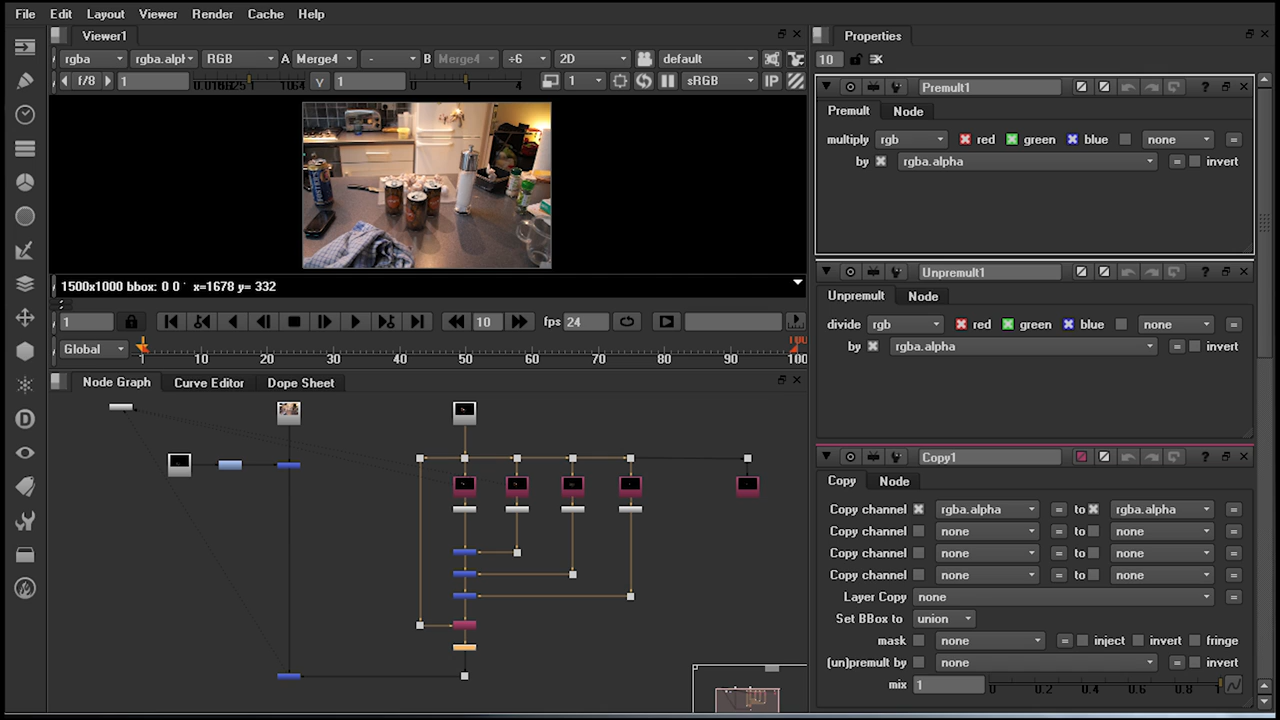 File Edit Layout Viewer Render Cache Help
Viewer1
Properties
rgba rgba.alpl RGB A Merge4 - B Merge4 ÷6 2D default
10
f/8 1 V 1 0 1 4 1 sRGB IP
Premult1
Premult Node
multiply rgb red green blue none =
by rgba.alpha = invert
1500x1000 bbox: 0 0 x=1678 y= 332
Unpremult1
Unpremult Node
divide rgb red green blue none =
by rgba.alpha = invert
1 10 fps 24
Global 1 10 20 30 40 50 60 70 80 90 100
Node Graph Curve Editor Dope Sheet
Copy1
Copy Node
Copy channel rgba.alpha = to rgba.alpha =
Copy channel none = to none =
Copy channel none = to none =
Copy channel none = to none =
Layer Copy none =
Set BBox to union
mask none = inject invert fringe
(un)premult by none = invert
mix 1 0 0.2 0.4 0.6 0.8 1
D